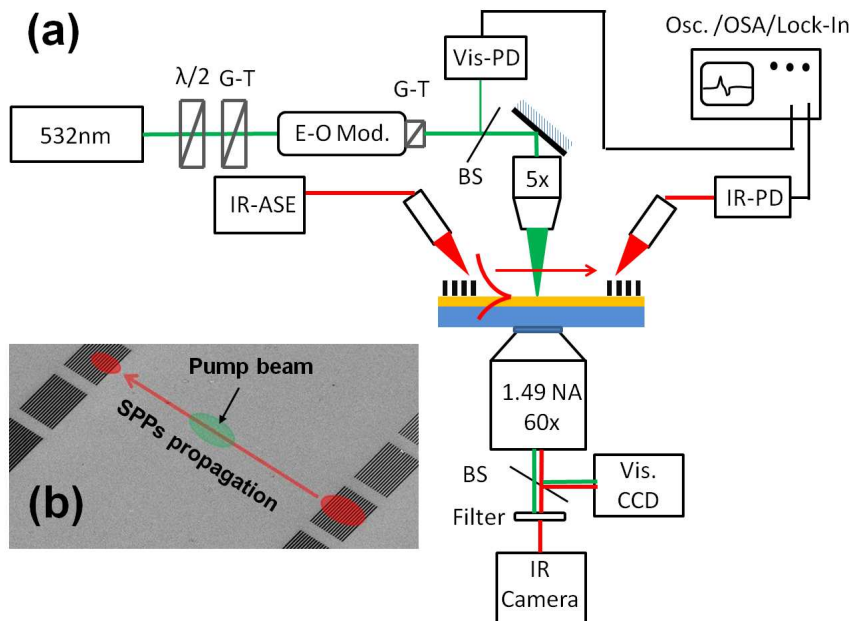 (a)
Osc. /OSA/Lock-In
Vis-PD
λ/2
G-T
G-T
532nm
E-O Mod.
BS
5x
IR-ASE
IR-PD
Pump beam
SPPs propagation
(b)
1.49 NA
60x
BS
Vis.
CCD
Filter
IR
Camera